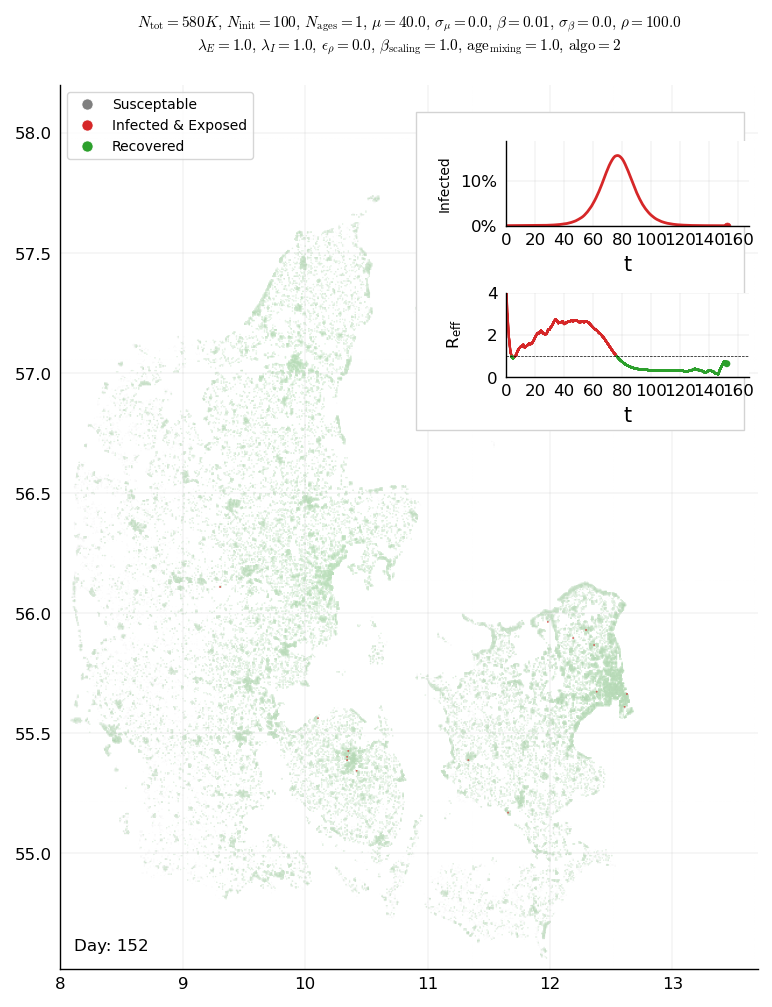 N_tot = 580K, N_init = 100, N_ages = 1, μ = 40.0, σ_μ = 0.0, β = 0.01, σ_β = 0.0, ρ = 100.0
λ_E = 1.0, λ_I = 1.0, ϵ_ρ = 0.0, β_scaling = 1.0, age_mixing = 1.0, algo = 2
Susceptable
Infected & Exposed
Recovered
Infected
10%
0%
0 20 40 60 80 100 120 140 160
t
R_eff
4
2
0
0 20 40 60 80 100 120 140 160
t
58.0
57.5
57.0
56.5
56.0
55.5
55.0
Day: 152
8 9 10 11 12 13